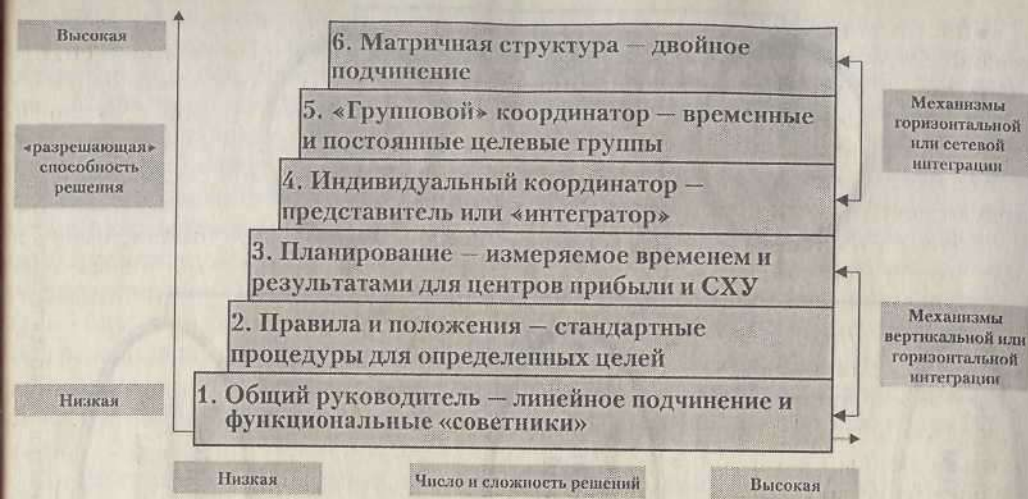 Высокая
«разрешающая»
способность
решения
Низкая
6. Матричная структура — двойное
подчинение
5. «Групповой» координатор — временные
и постоянные целевые группы
4. Индивидуальный координатор —
представитель или «интегратор»
3. Планирование — измеряемое временем и
результатами для центров прибыли и СХУ
2. Правила и положения — стандартные
процедуры для определенных целей
1. Общий руководитель — линейное подчинение и
функциональные «советники»
Механизмы
горизонтальной
или сетевой
интеграции
Механизмы
вертикальной или
горизонтальной
интеграции
Низкая
Число и сложность решений
Высокая